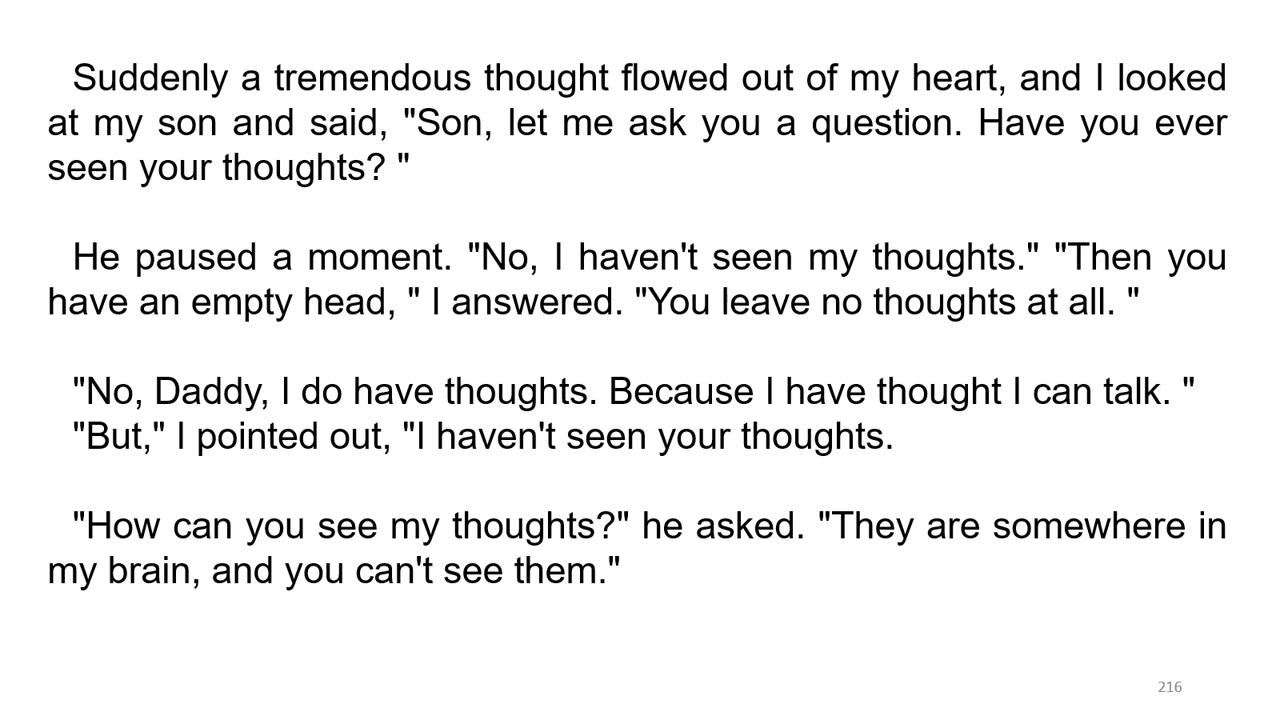 Suddenly a tremendous thought flowed out of my heart, and I looked
at my son and said, "Son, let me ask you a question. Have you ever
seen your thoughts? "
He paused a moment. "No, I haven't seen my thoughts." "Then you
have an empty head, " I answered. "You leave no thoughts at all. "
"No, Daddy, I do have thoughts. Because I have thought I can talk. "
"But," I pointed out, "I haven't seen your thoughts.
"How can you see my thoughts?" he asked. "They are somewhere in
my brain, and you can't see them."
216